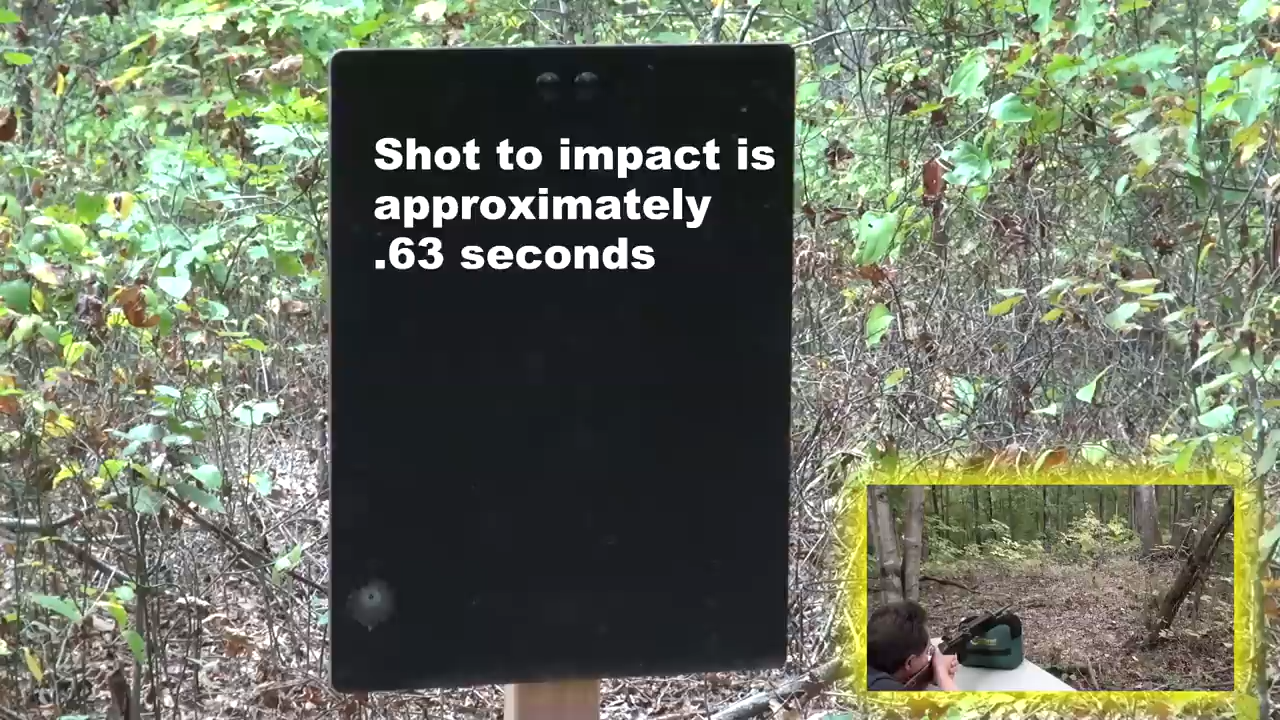 Shot to impact is
approximately
.63 seconds